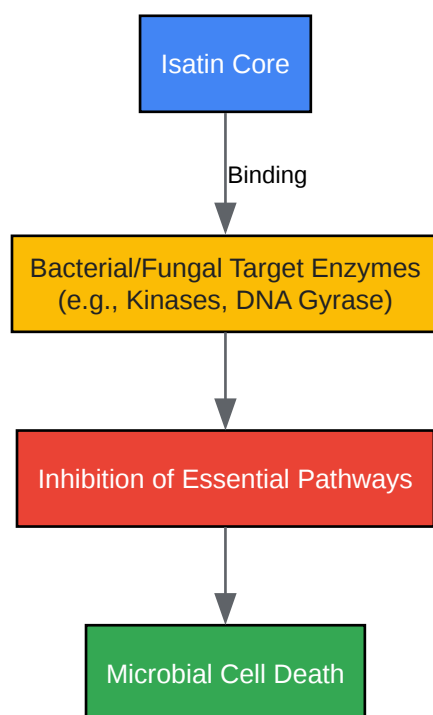 Isatin Core
Binding
Bacterial/Fungal Target Enzymes
(e.g., Kinases, DNA Gyrase)
Inhibition of Essential Pathways
Microbial Cell Death